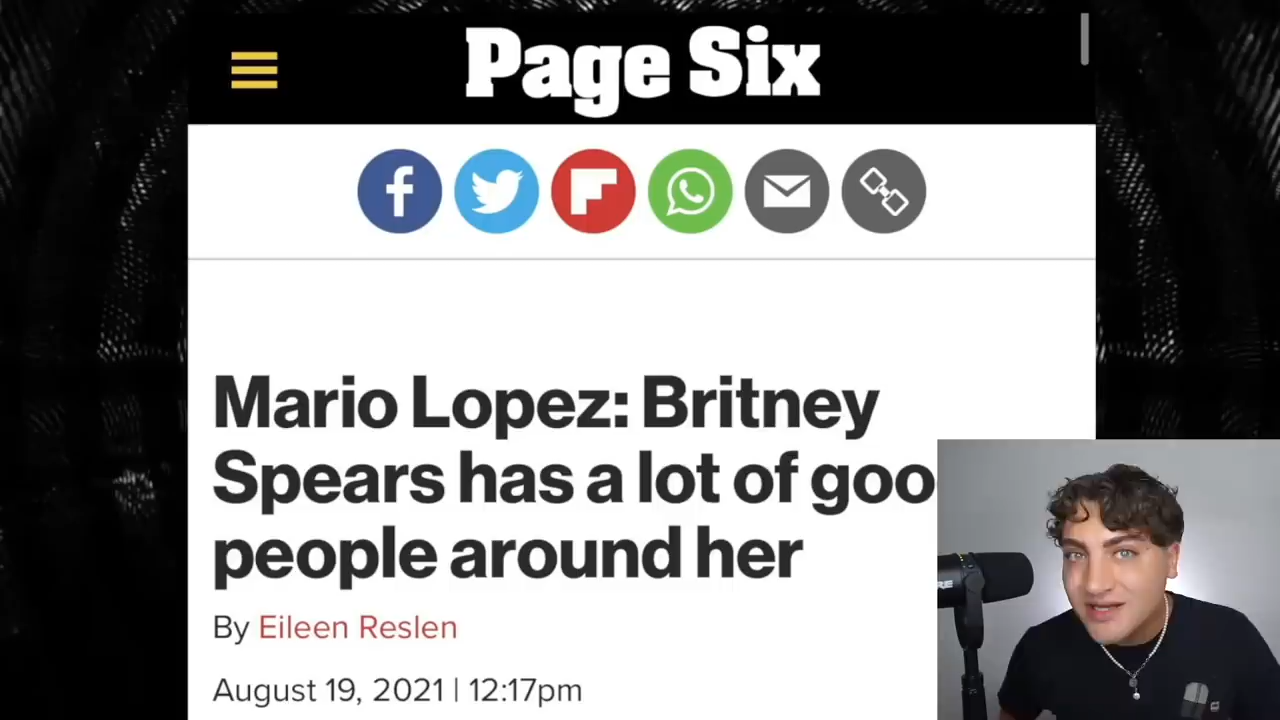 Page Six
Mario Lopez: Britney
Spears has a lot of goo
people around her
By Eileen Reslen
August 19, 2021 | 12:17pm